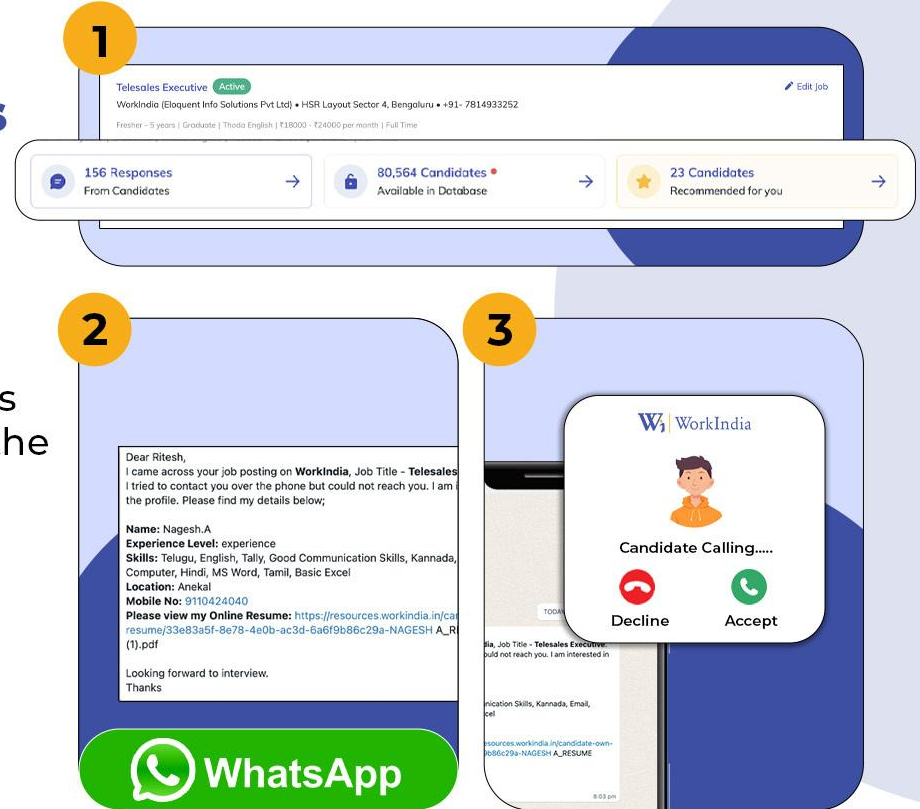 1
s
Telesales Executive Active
Edit Job
WorkIndia (Eloquent Info Solutions Pvt Ltd) • HSR Layout Sector 4, Bengaluru • +91- 7814933252
Fresher - 5 years | Graduate | Thoda English | ₹18000 - ₹24000 per month | Full Time
156 Responses
From Candidates
80,564 Candidates
Available in Database
23 Candidates
Recommended for you
2
s
the
Dear Ritesh,
I came across your job posting on WorkIndia, Job Title - Telesales
I tried to contact you over the phone but could not reach you. I am i
the profile. Please find my details below;
Name: Nagesh.A
Experience Level: experience
Skills: Telugu, English, Tally, Good Communication Skills, Kannada,
Computer, Hindi, MS Word, Tamil, Basic Excel
Location: Anekal
Mobile No: 9110424040
Please view my Online Resume: https://resources.workindia.in/car
resume/33e83a5f-8e78-4e0b-ac3d-6a6f9b86c29a-NAGESH A_RE
(1).pdf
Looking forward to interview.
Thanks
WhatsApp
3
WorkIndia
Candidate Calling.....
Decline
Accept
TODAY
dia, Job Title - Telesales Executive.
ould not reach you. I am interested in
nication Skills, Kannada, Email,
cel
esources.workindia.in/candidate-own-
9b86c29a-NAGESH A_RESUME
8:03 pm